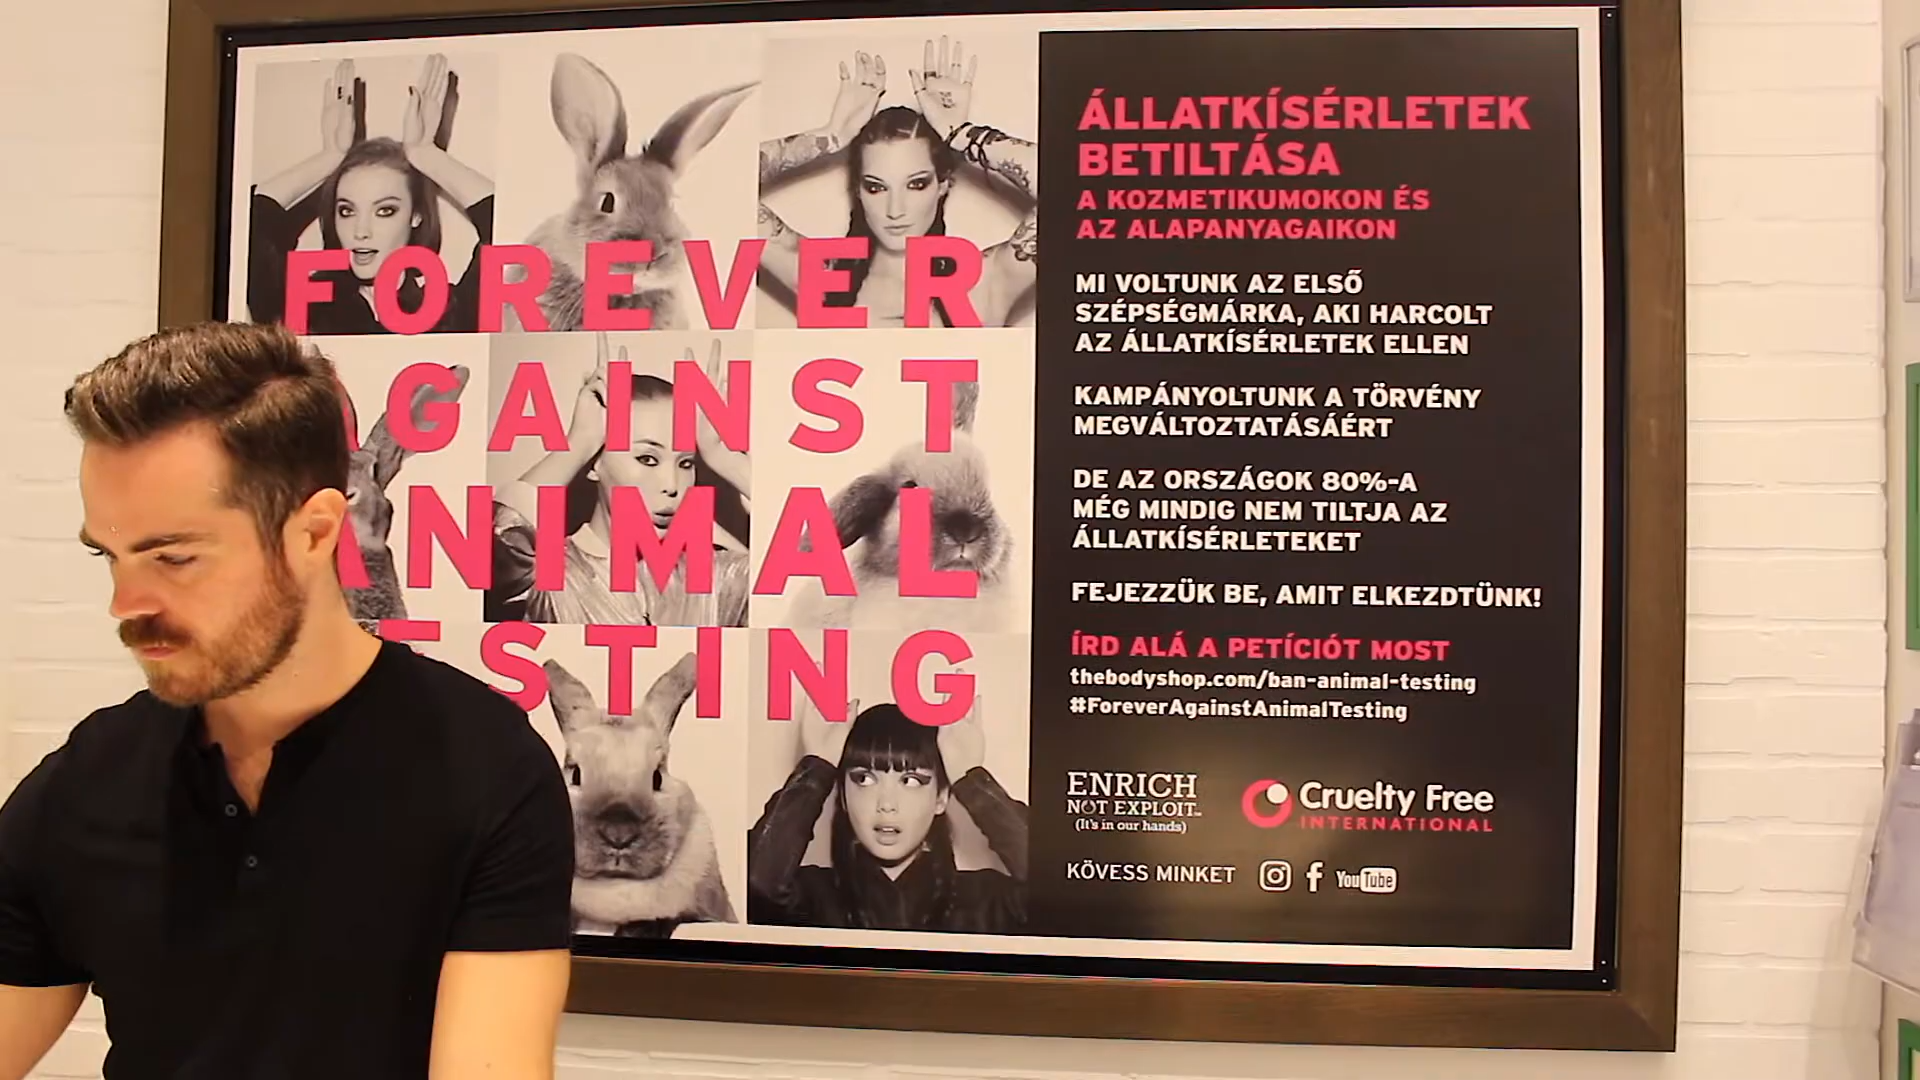 FOREVER
AGAINST
ANIMAL
TESTING
ÁLLATKÍSÉRLETEK
BETILTÁSA
A KOZMETIKUMOKON ÉS
AZ ALAPANYAGAIKON
MI VOLTUNK AZ ELSŐ
SZÉPSÉGMÁRKA, AKI HARCOLT
AZ ÁLLATKÍSÉRLETEK ELLEN
KAMPÁNYOLTUNK A TÖRVÉNY
MEGVÁLTOZTATÁSÁÉRT
DE AZ ORSZÁGOK 80%-A
MÉG MINDIG NEM TILTJA AZ
ÁLLATKÍSÉRLETEKET
FEJEZZÜK BE, AMIT ELKEZDTÜNK!
ÍRD ALÁ A PETÍCIÓT MOST
thebodyshop.com/ban-animal-testing
#ForeverAgainstAnimalTesting
ENRICH
NOT EXPLOIT™
(It's in our hands)
Cruelty Free
INTERNATIONAL
KÖVESS MINKET
YouTube